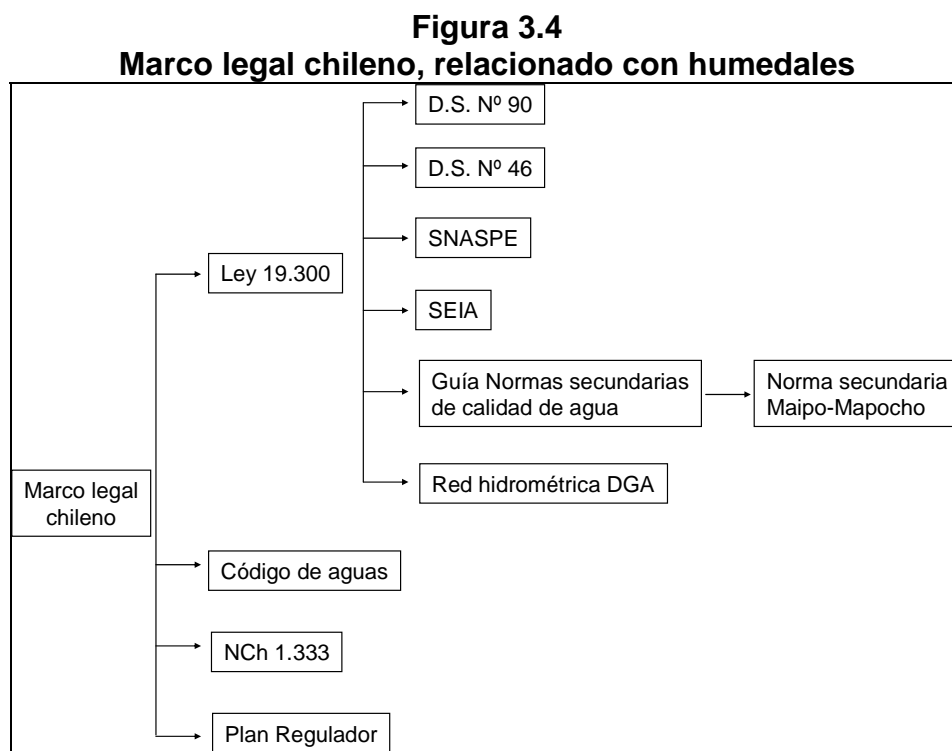 Figura 3.4
Marco legal chileno, relacionado con humedales
D.S. Nº 90
D.S. Nº 46
SNASPE
Ley 19.300
SEIA
Guía Normas secundarias
de calidad de agua
Norma secundaria
Maipo-Mapocho
Red hidrométrica DGA
Marco legal
chileno
Código de aguas
NCh 1.333
Plan Regulador